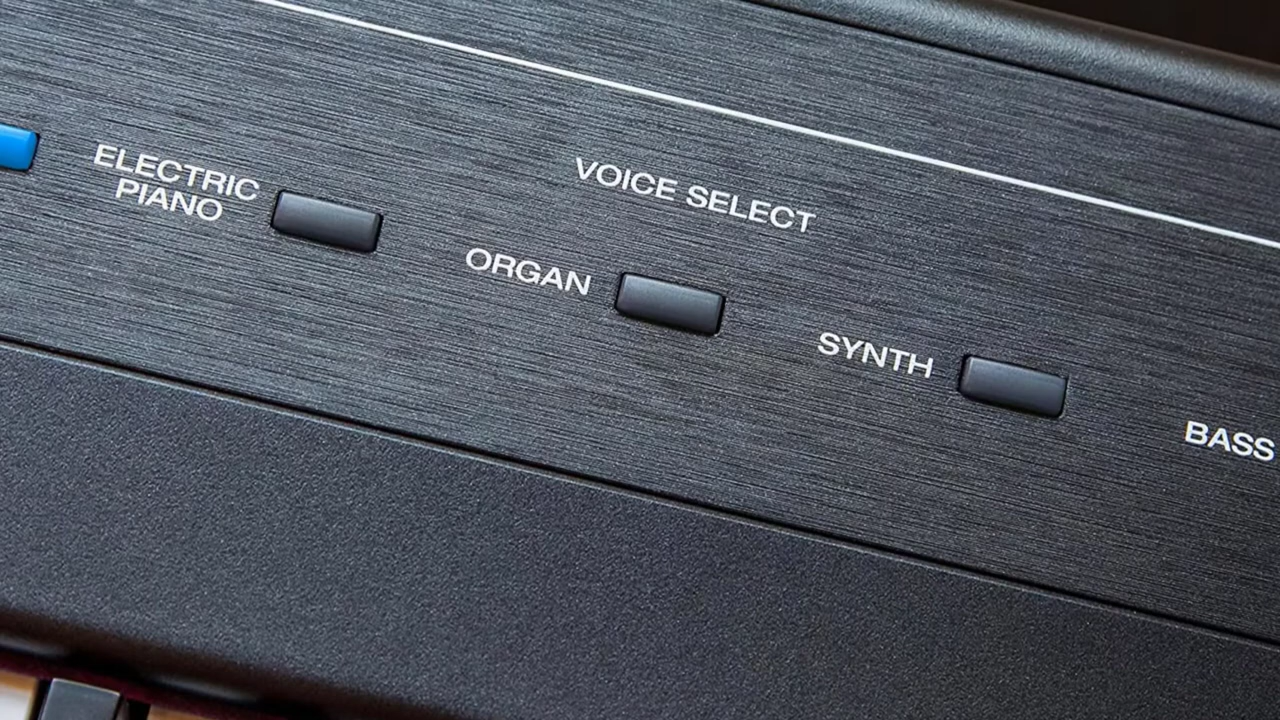 VOICE SELECT
ELECTRIC
PIANO
ORGAN
SYNTH
BASS